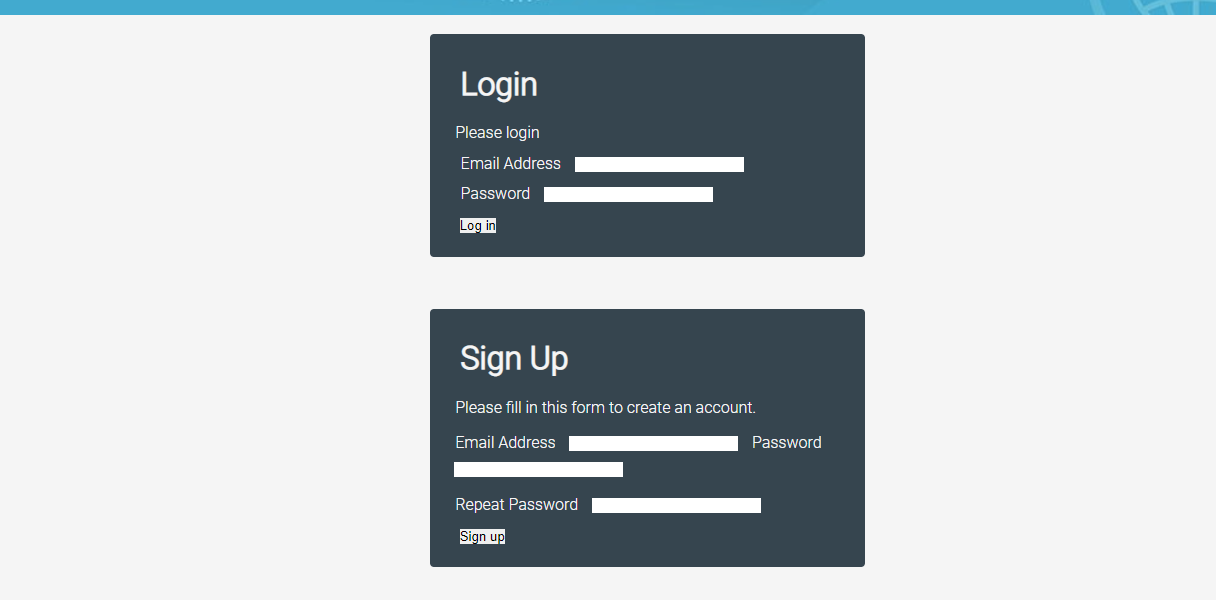 Login
Please login
Email Address
Password
Log in
Sign Up
Please fill in this form to create an account.
Email Address Password
Repeat Password
Sign up